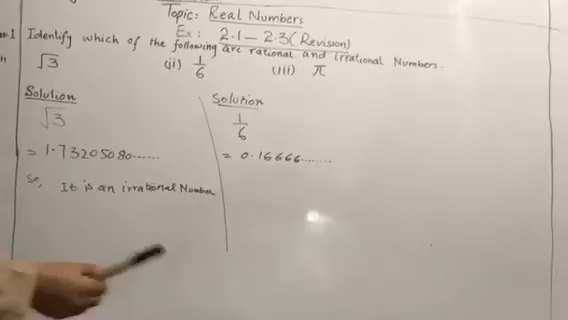 Topic: Real Numbers
Ex: 2.1 - 2.3 (Revision)
1 Identify which of the following are rational and irrational Numbers.
√3 (ii) 1/6 (iii) π
Solution
√3
= 1.73205080......
So, It is an irrational Number
Solution
1/6
= 0.16666.......